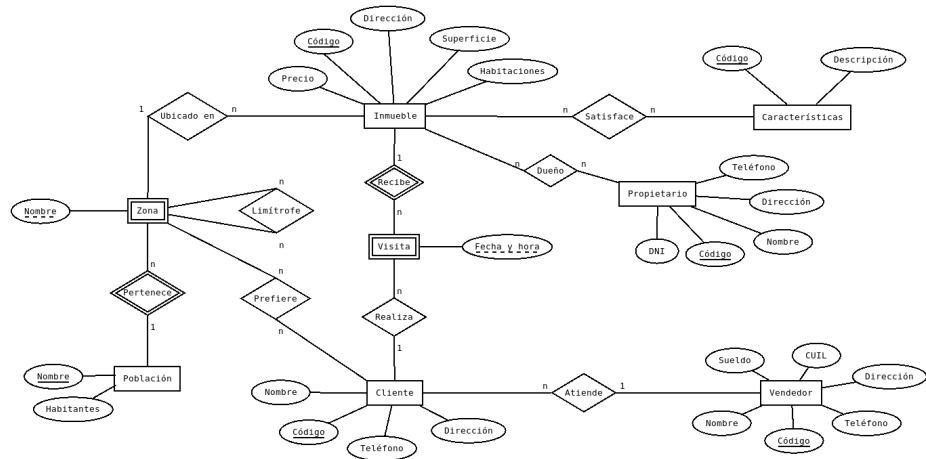 Dirección
Código
Superficie
Precio
Habitaciones
Código
Descripción
1
Ubicado en
n
Inmueble
n
Satisface
n
Características
1
Recibe
n
n
Dueño
n
Propietario
Teléfono
Dirección
Nombre
Código
DNI
Nombre
Zona
n
Limítrofe
n
Visita
Fecha y hora
n
Pertenece
1
n
Prefiere
n
n
Realiza
1
Nombre
Población
Habitantes
Nombre
Cliente
n
Atiende
1
Vendedor
Sueldo
CUIL
Dirección
Código
Teléfono
Dirección
Nombre
Código
Teléfono